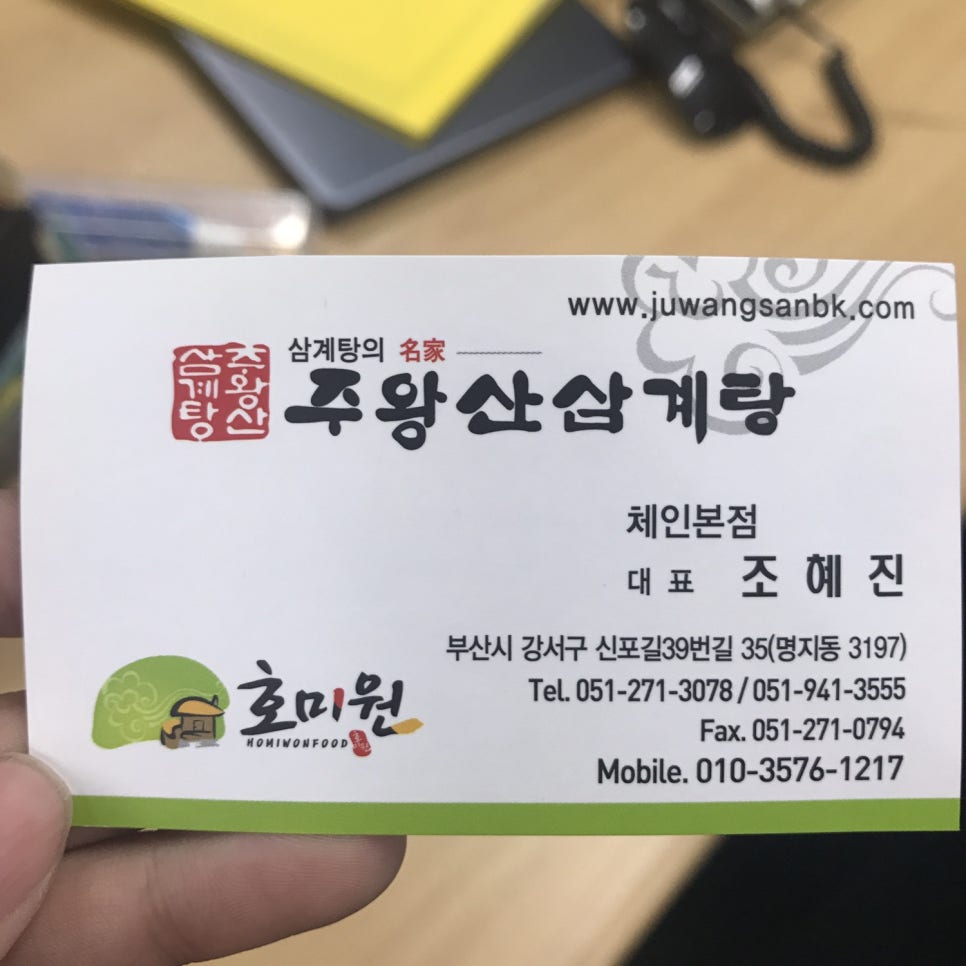 www.juwangsanbk.com
삼계탕의 名家
주왕산
삼계탕
주왕산삼계탕
체인본점
대 표 조 혜 진
부산시 강서구 신포길39번길 35(명지동 3197)
Tel. 051-271-3078 / 051-941-3555
Fax. 051-271-0794
Mobile. 010-3576-1217
호미원
HOMIWONFOOD